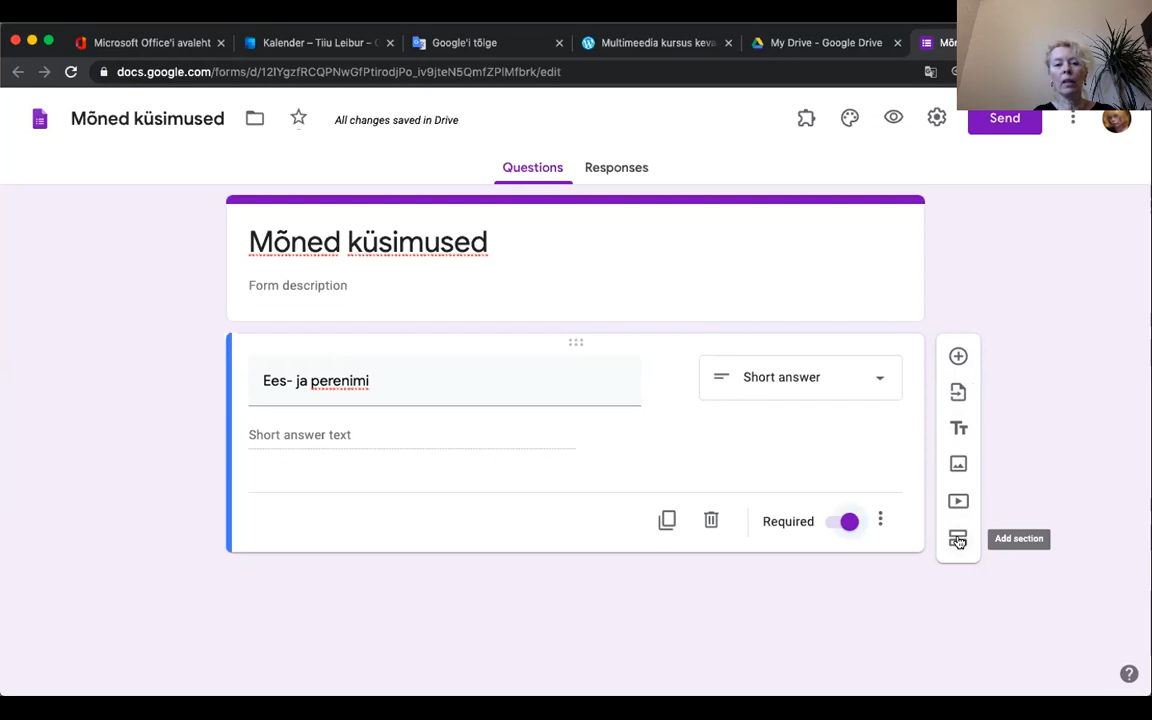 Microsoft Office'i avaleht
Kalender – Tiiu Leibur –
Google'i tõlge
Multimeedia kursus keva
My Drive - Google Drive
docs.google.com/forms/d/12IYgzfRCQPNwGfPtirodjPo_iv9jteN5QmfZPlMfbrk/edit
Mõned küsimused
All changes saved in Drive
Send
Questions
Responses
Mõned küsimused
Form description
Ees- ja perenimi
Short answer
Short answer text
Required
Add section